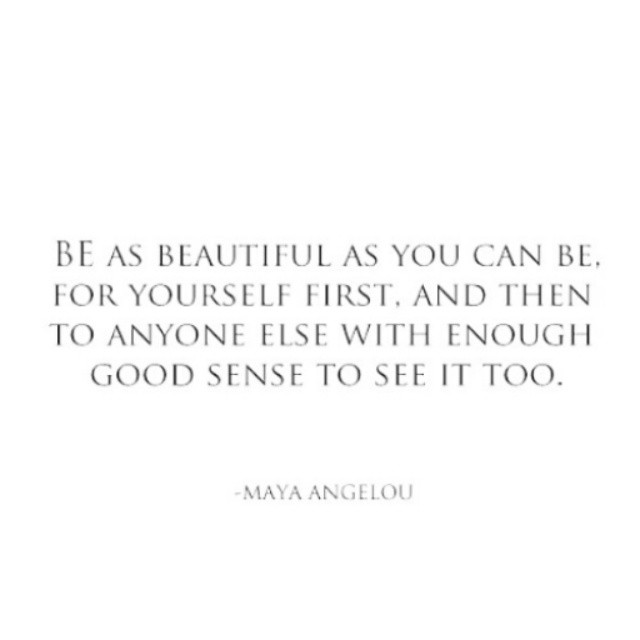 BE AS BEAUTIFUL AS YOU CAN BE,
FOR YOURSELF FIRST, AND THEN
TO ANYONE ELSE WITH ENOUGH
GOOD SENSE TO SEE IT TOO.
-MAYA ANGELOU